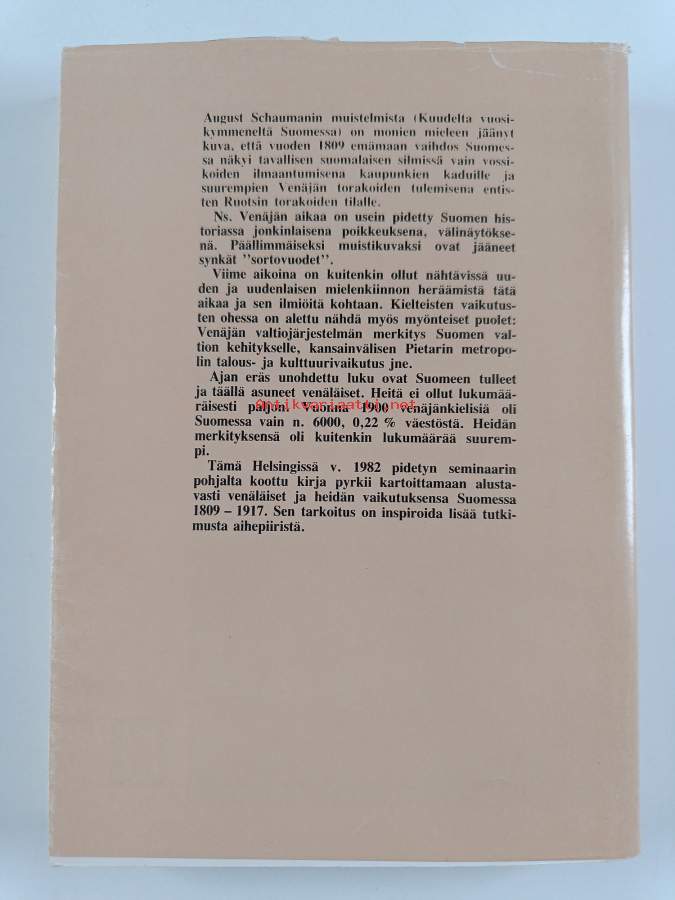 August Schaumanin muistelmista (Kuudelta vuosi-
kymmeneltä Suomessa) on monien mieleen jäänyt
kuva, että vuoden 1809 emämaan vaihdos Suomes-
sa näkyi tavallisen suomalaisen silmissä vain vossi-
koiden ilmaantumisena kaupunkien kaduille ja
suurempien Venäjän torakoiden tulemisena entis-
ten Ruotsin torakoiden tilalle.
Ns. Venäjän aikaa on usein pidetty Suomen his-
toriassa jonkinlaisena poikkeuksena, välinäytökse-
nä. Päällimmäiseksi muistikuvaksi ovat jääneet
synkät "sortovuodet".
Viime aikoina on kuitenkin ollut nähtävissä uu-
den ja uudenlaisen mielenkiinnon heräämistä tätä
aikaa ja sen ilmiöitä kohtaan. Kielteisten vaikutus-
ten ohessa on alettu nähdä myös myönteiset puolet:
Venäjän valtiojärjestelmän merkitys Suomen val-
tion kehitykselle, kansainvälisen Pietarin metropo-
lin talous- ja kulttuurivaikutus jne.
Ajan eräs unohdettu luku ovat Suomeen tulleet
ja täällä asuneet venäläiset. Heitä ei ollut lukumää-
räisesti paljon, vuonna 1900 venäjänkielisiä oli
Antikvariaatti.net
Suomessa vain n. 6000, 0,22 % väestöstä. Heidän
merkityksensä oli kuitenkin lukumäärää suurem-
pi.
Tämä Helsingissä v. 1982 pidetyn seminaarin
pohjalta koottu kirja pyrkii kartoittamaan alusta-
vasti venäläiset ja heidän vaikutuksensa Suomessa
1809 – 1917. Sen tarkoitus on inspiroida lisää tutki-
musta aihepiiristä.